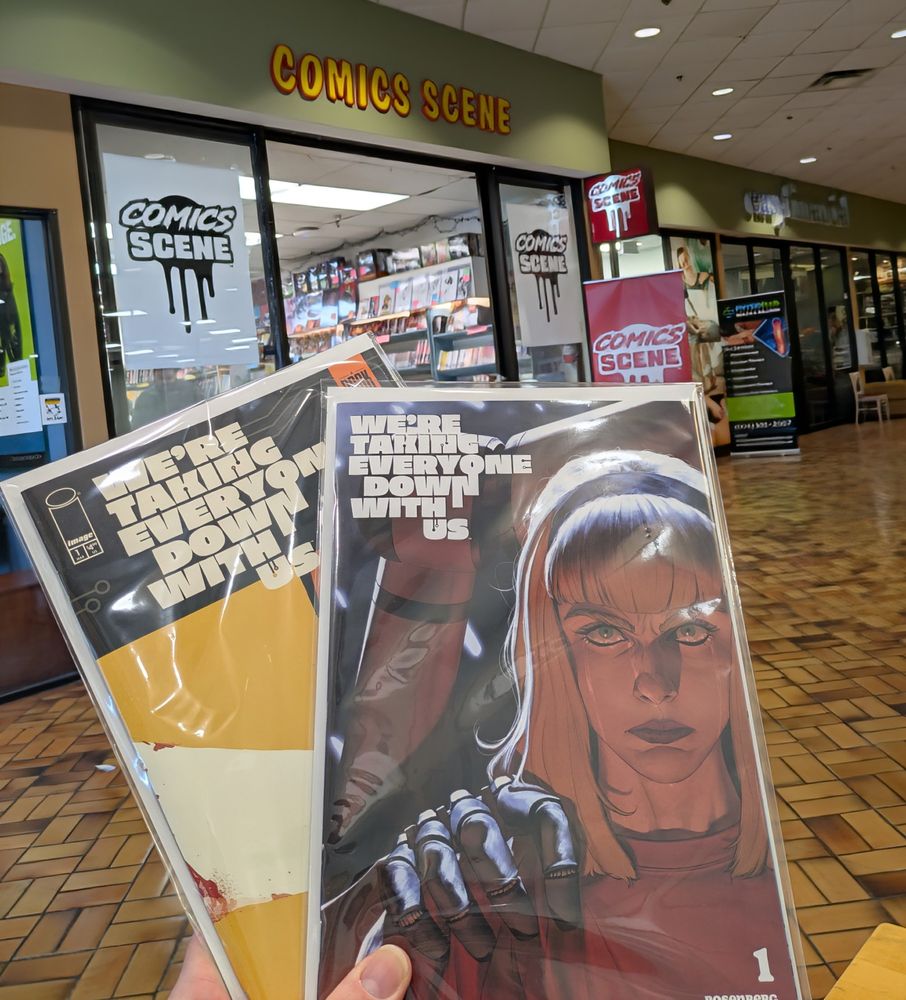 COMICS SCENE
COMICS
SCENE
COMICS
SCENE
COMICS
SCENE
COMICS
SCENE
WE'RE
TAKING
EVERYONE
DOWN
WITH
US
image
1
WE'RE
TAKING
EVERYONE
DOWN
WITH
US
1
ROSENBERG